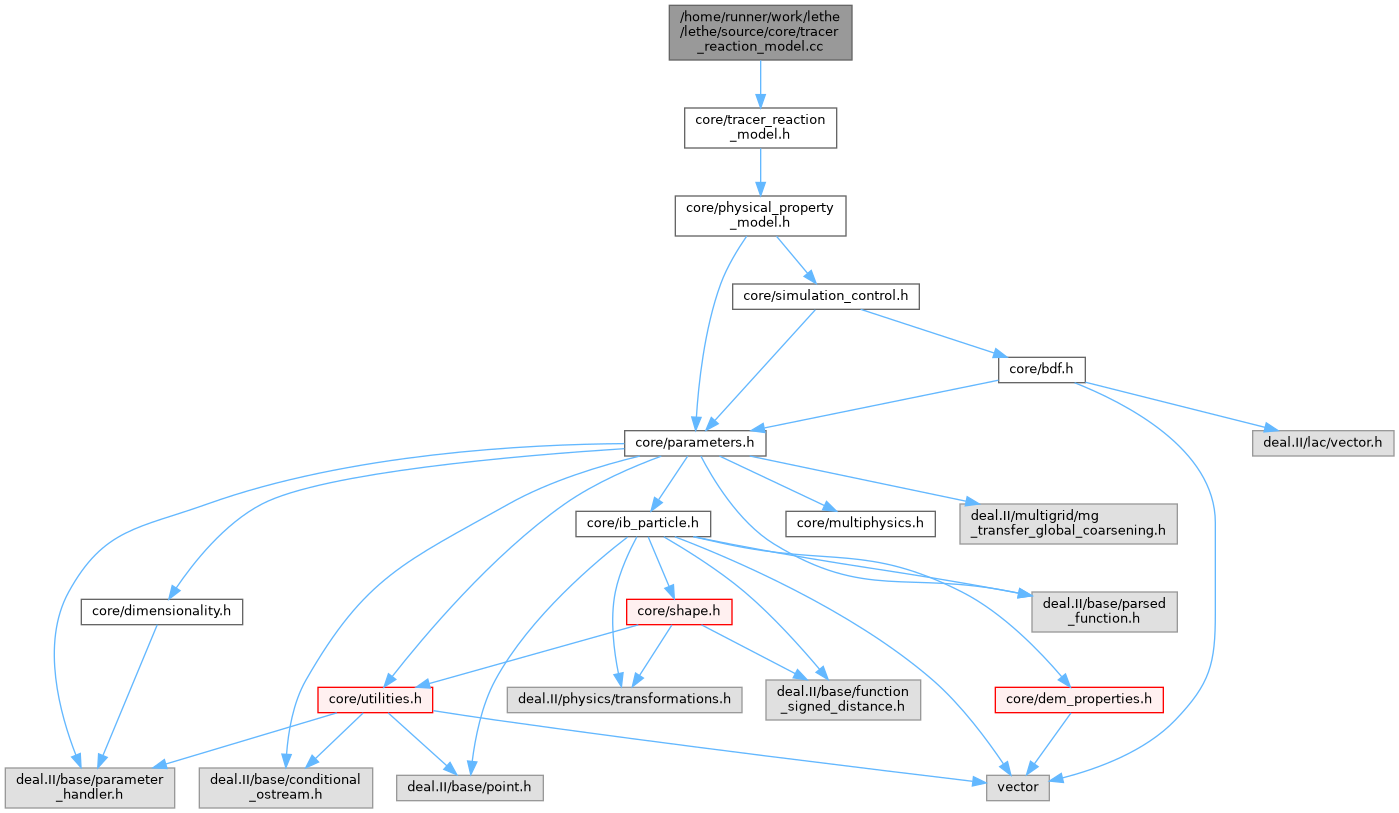 /home/runner/work/lethe
/lethe/source/core/tracer
_reaction_model.cc
core/tracer_reaction
_model.h
core/physical_property
_model.h
core/simulation_control.h
core/bdf.h
core/parameters.h
deal.II/lac/vector.h
core/ib_particle.h
core/multiphysics.h
deal.II/multigrid/mg
_transfer_global_coarsening.h
core/dimensionality.h
core/shape.h
deal.II/base/parsed
_function.h
core/utilities.h
deal.II/physics/transformations.h
deal.II/base/function
_signed_distance.h
core/dem_properties.h
deal.II/base/parameter
_handler.h
deal.II/base/conditional
_ostream.h
deal.II/base/point.h
vector